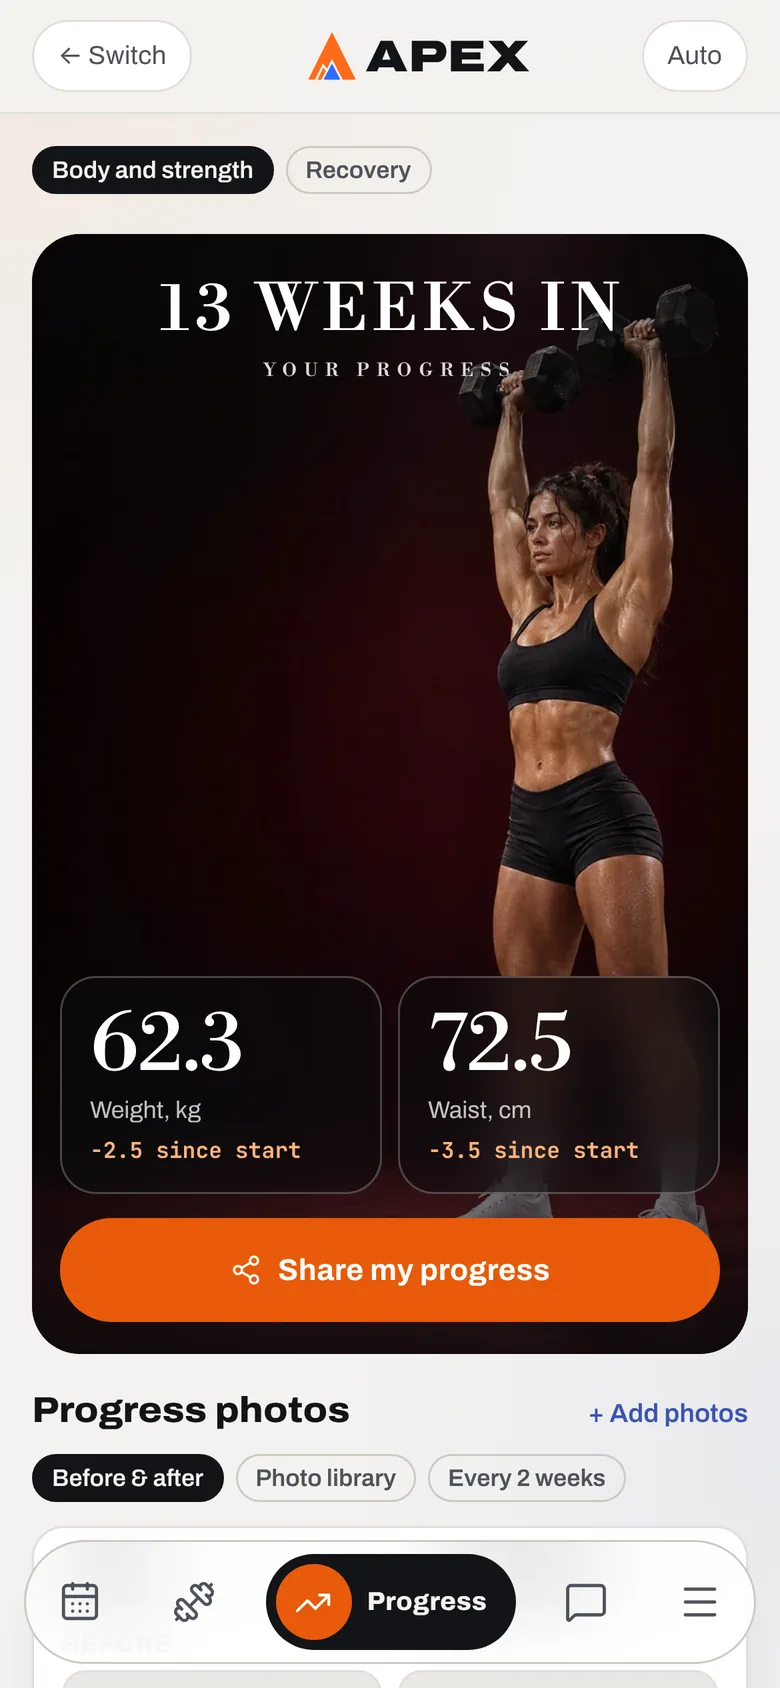 ← Switch
APEX
Auto
Body and strength
Recovery
13 WEEKS IN
YOUR PROGRESS
62.3
Weight, kg
-2.5 since start
72.5
Waist, cm
-3.5 since start
Share my progress
Progress photos
+ Add photos
Before & after
Photo library
Every 2 weeks
Progress
BEFORE